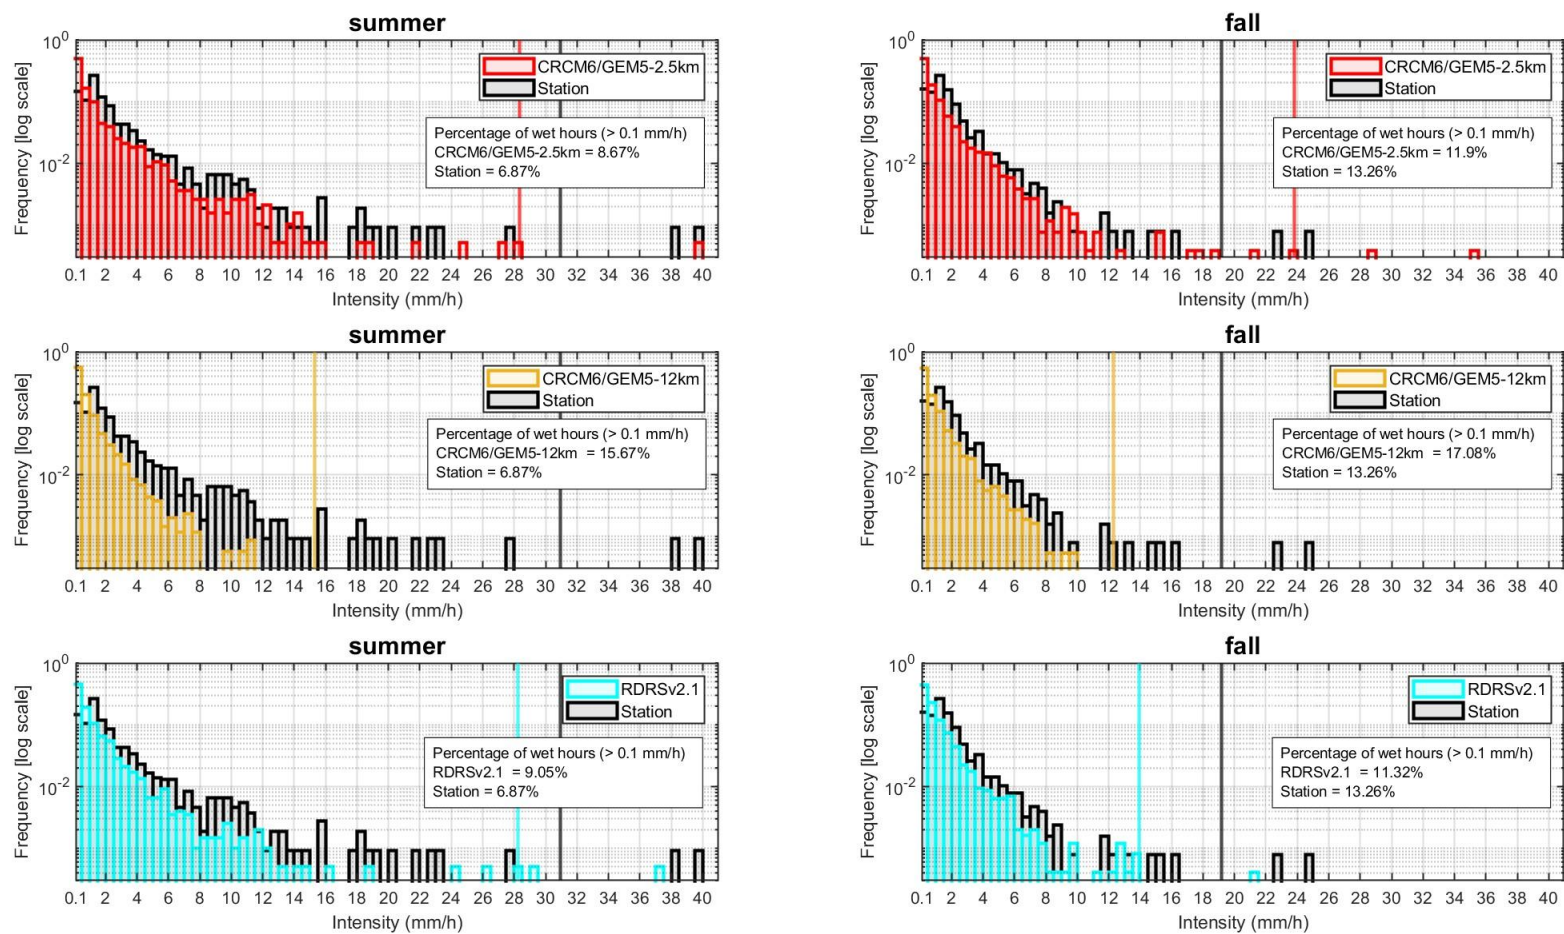 summer
Frequency [log scale]
10^0
10^-2
CRCM6/GEM5-2.5km
Station
Percentage of wet hours (> 0.1 mm/h)
CRCM6/GEM5-2.5km = 8.67%
Station = 6.87%
0.1 2 4 6 8 10 12 14 16 18 20 22 24 26 28 30 32 34 36 38 40
Intensity (mm/h)
fall
Frequency [log scale]
10^0
10^-2
CRCM6/GEM5-2.5km
Station
Percentage of wet hours (> 0.1 mm/h)
CRCM6/GEM5-2.5km = 11.9%
Station = 13.26%
0.1 2 4 6 8 10 12 14 16 18 20 22 24 26 28 30 32 34 36 38 40
Intensity (mm/h)
summer
Frequency [log scale]
10^0
10^-2
CRCM6/GEM5-12km
Station
Percentage of wet hours (> 0.1 mm/h)
CRCM6/GEM5-12km = 15.67%
Station = 6.87%
0.1 2 4 6 8 10 12 14 16 18 20 22 24 26 28 30 32 34 36 38 40
Intensity (mm/h)
fall
Frequency [log scale]
10^0
10^-2
CRCM6/GEM5-12km
Station
Percentage of wet hours (> 0.1 mm/h)
CRCM6/GEM5-12km = 17.08%
Station = 13.26%
0.1 2 4 6 8 10 12 14 16 18 20 22 24 26 28 30 32 34 36 38 40
Intensity (mm/h)
summer
Frequency [log scale]
10^0
10^-2
RDRSv2.1
Station
Percentage of wet hours (> 0.1 mm/h)
RDRSv2.1 = 9.05%
Station = 6.87%
0.1 2 4 6 8 10 12 14 16 18 20 22 24 26 28 30 32 34 36 38 40
Intensity (mm/h)
fall
Frequency [log scale]
10^0
10^-2
RDRSv2.1
Station
Percentage of wet hours (> 0.1 mm/h)
RDRSv2.1 = 11.32%
Station = 13.26%
0.1 2 4 6 8 10 12 14 16 18 20 22 24 26 28 30 32 34 36 38 40
Intensity (mm/h)